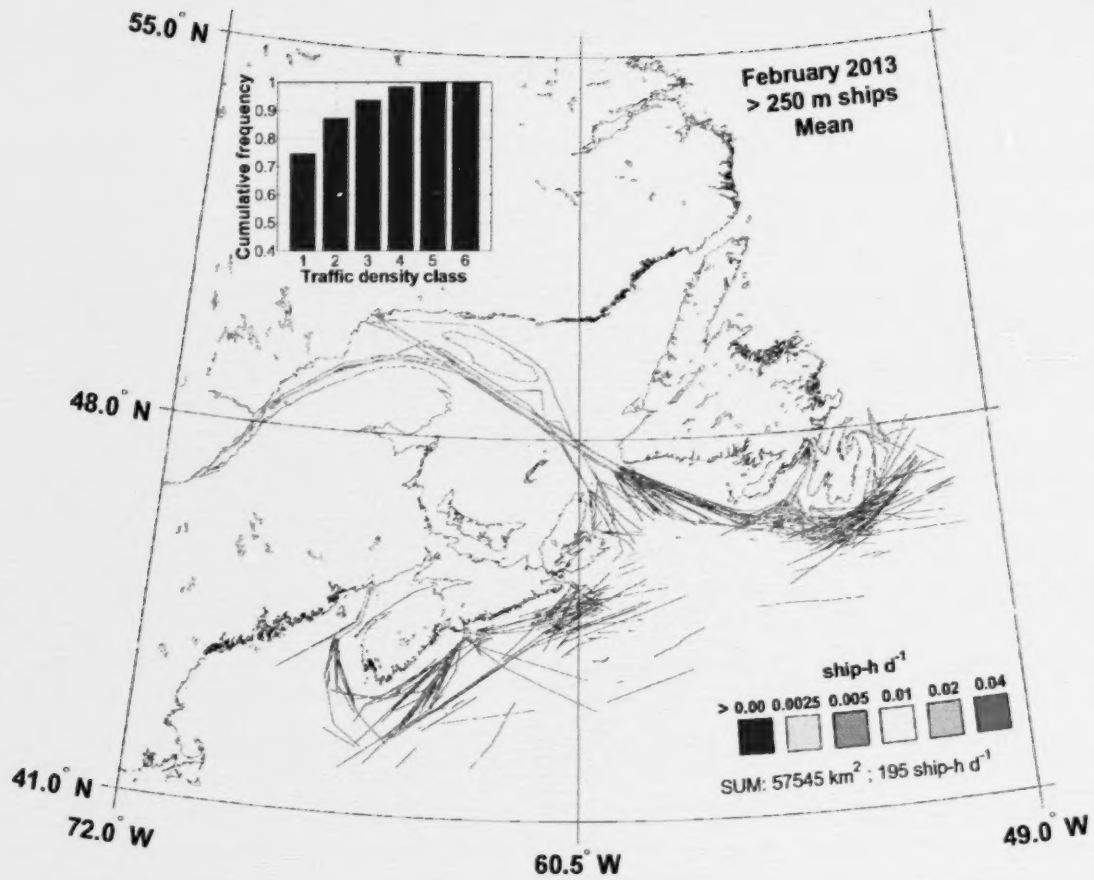 55.0° N
February 2013
> 250 m ships
Mean
Cumulative frequency
1
0.9
0.8
0.7
0.6
0.5
0.4
1 2 3 4 5 6
Traffic density class
48.0° N
ship-h d⁻¹
> 0.00 0.0025 0.005 0.01 0.02 0.04
SUM: 57545 km² ; 195 ship-h d⁻¹
41.0° N
72.0° W
60.5° W
49.0° W